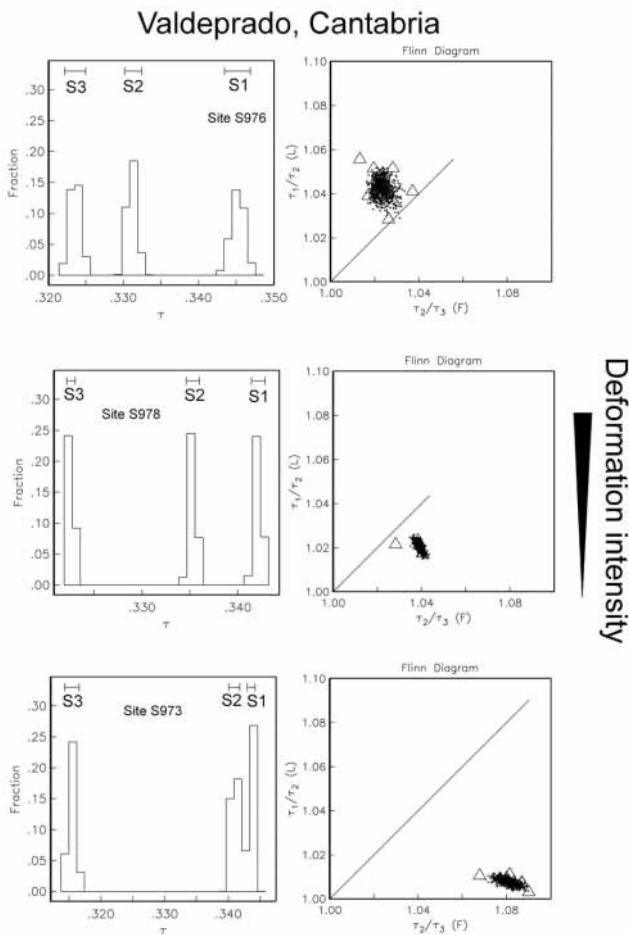 Valdeprado, Cantabria
S3 S2 S1
Site S976
Fraction
.30
.25
.20
.15
.10
.05
.00
.320 .330 .340 .350
τ
Flinn Diagram
τ1/τ2 (L)
1.10
1.08
1.06
1.04
1.02
1.00
1.00 1.04 1.08
τ2/τ3 (F)
S3 S2 S1
Site S978
Fraction
.30
.25
.20
.15
.10
.05
.00
.330 .340
τ
Flinn Diagram
τ1/τ2 (L)
1.10
1.08
1.06
1.04
1.02
1.00
1.00 1.04 1.08
τ2/τ3 (F)
Deformation intensity
S3 S2 S1
Site S973
Fraction
.30
.25
.20
.15
.10
.05
.00
.320 .330 .340
τ
Flinn Diagram
τ1/τ2 (L)
1.10
1.08
1.06
1.04
1.02
1.00
1.00 1.04 1.08
τ2/τ3 (F)